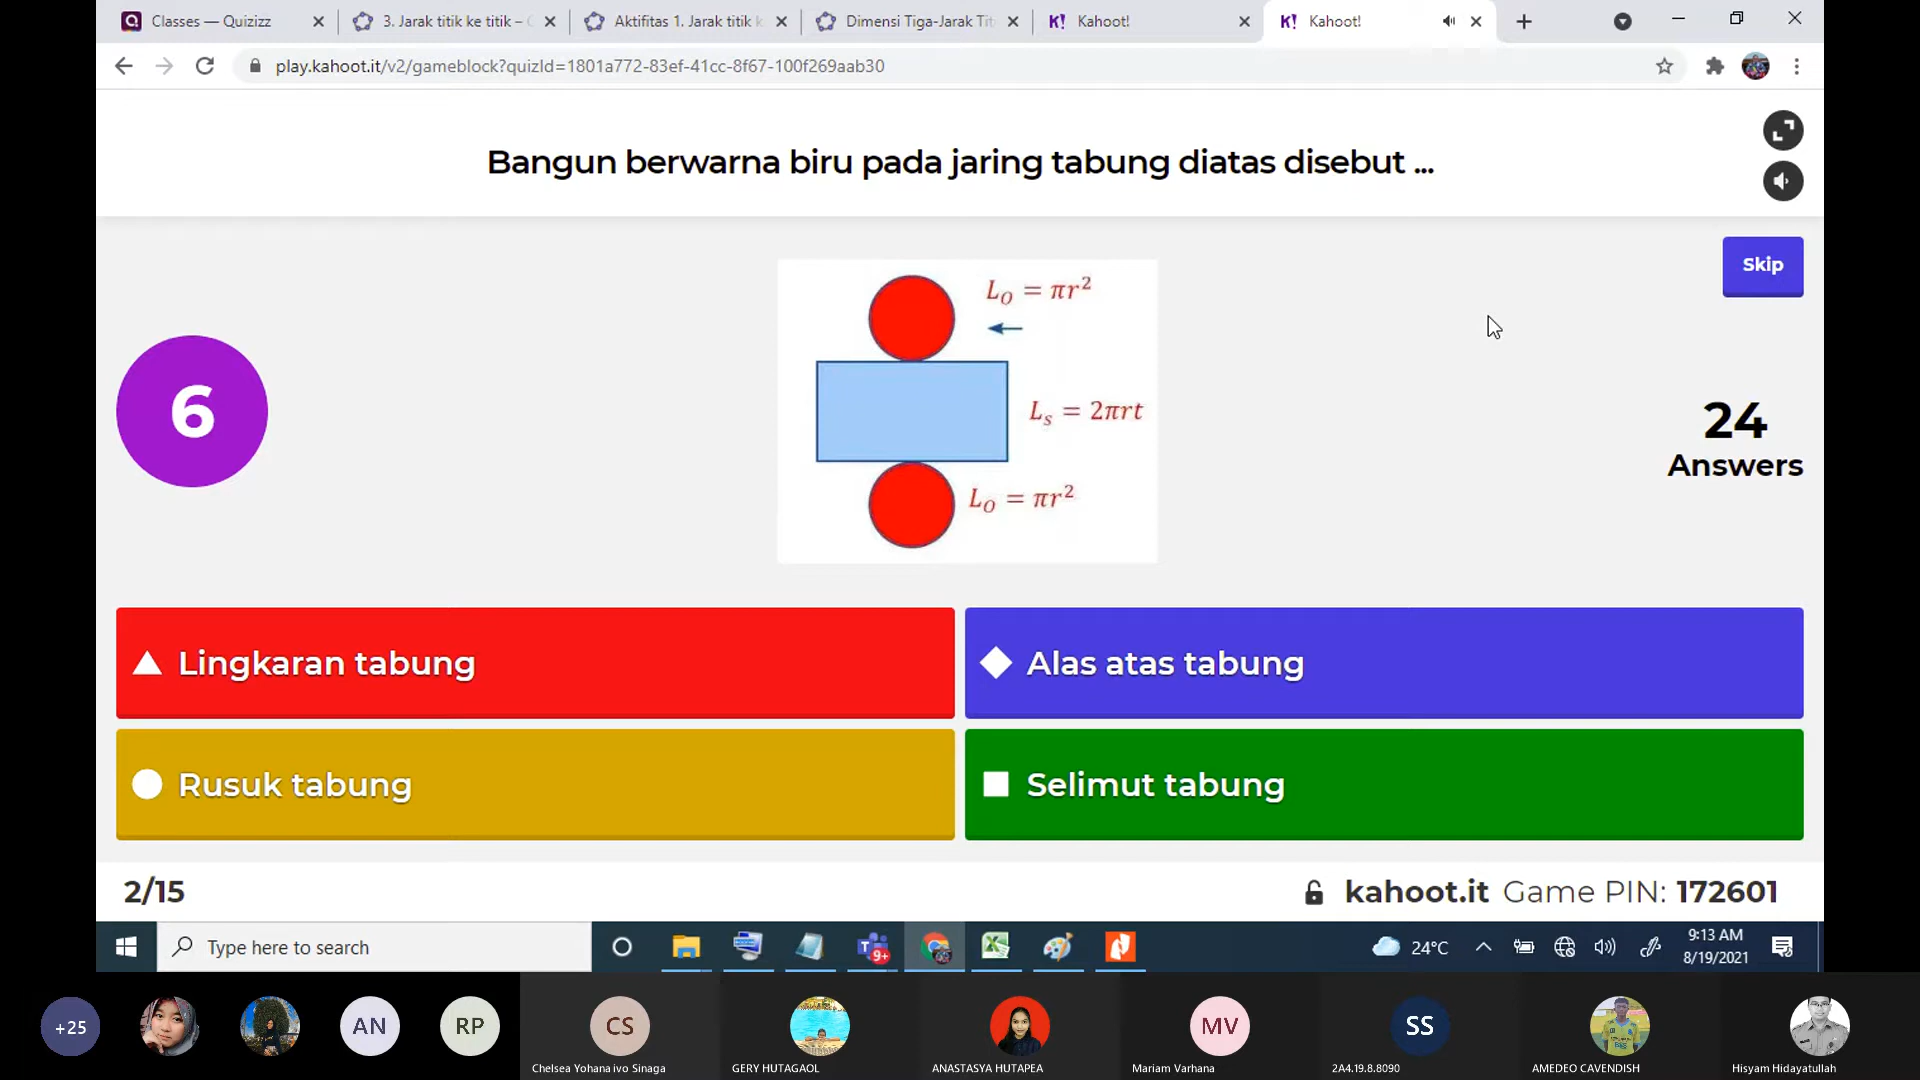 Classes — Quizizz
3. Jarak titik ke titik – G
Aktifitas 1. Jarak titik k
Dimensi Tiga-Jarak Tit
K! Kahoot!
K! Kahoot!
play.kahoot.it/v2/gameblock?quizId=1801a772-83ef-41cc-8f67-100f269aab30
Bangun berwarna biru pada jaring tabung diatas disebut ...
Skip
L_O = πr²
6
L_s = 2πrt
24
Answers
L_O = πr²
Lingkaran tabung
Alas atas tabung
Rusuk tabung
Selimut tabung
2/15
kahoot.it Game PIN: 172601
Type here to search
9+
24°C
9:13 AM
8/19/2021
+25
AN
RP
CS
MV
SS
Chelsea Yohana ivo Sinaga
GERY HUTAGAOL
ANASTASYA HUTAPEA
Mariam Varhana
2A4.19.8.8090
AMEDEO CAVENDISH
Hisyam Hidayatullah